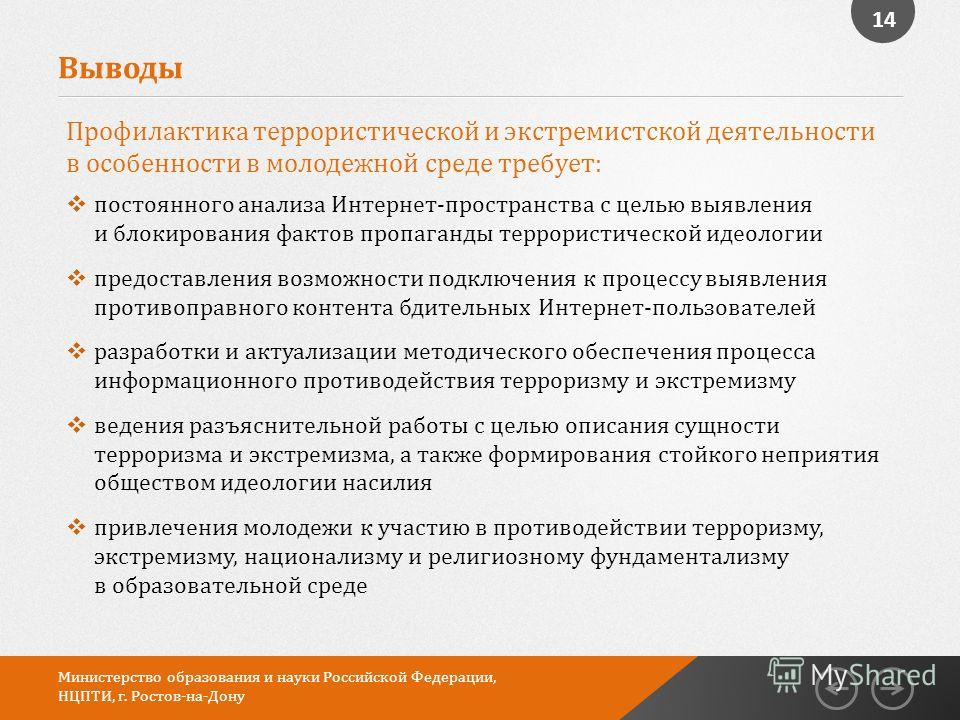 14
Выводы
Профилактика террористической и экстремистской деятельности
в особенности в молодежной среде требует:
❖ постоянного анализа Интернет-пространства с целью выявления
и блокирования фактов пропаганды террористической идеологии
❖ предоставления возможности подключения к процессу выявления
противоправного контента бдительных Интернет-пользователей
❖ разработки и актуализации методического обеспечения процесса
информационного противодействия терроризму и экстремизму
❖ ведения разъяснительной работы с целью описания сущности
терроризма и экстремизма, а также формирования стойкого неприятия
обществом идеологии насилия
❖ привлечения молодежи к участию в противодействии терроризму,
экстремизму, национализму и религиозному фундаментализму
в образовательной среде
Министерство образования и науки Российской Федерации,
НЦПТИ, г. Ростов-на-Дону
MyShared